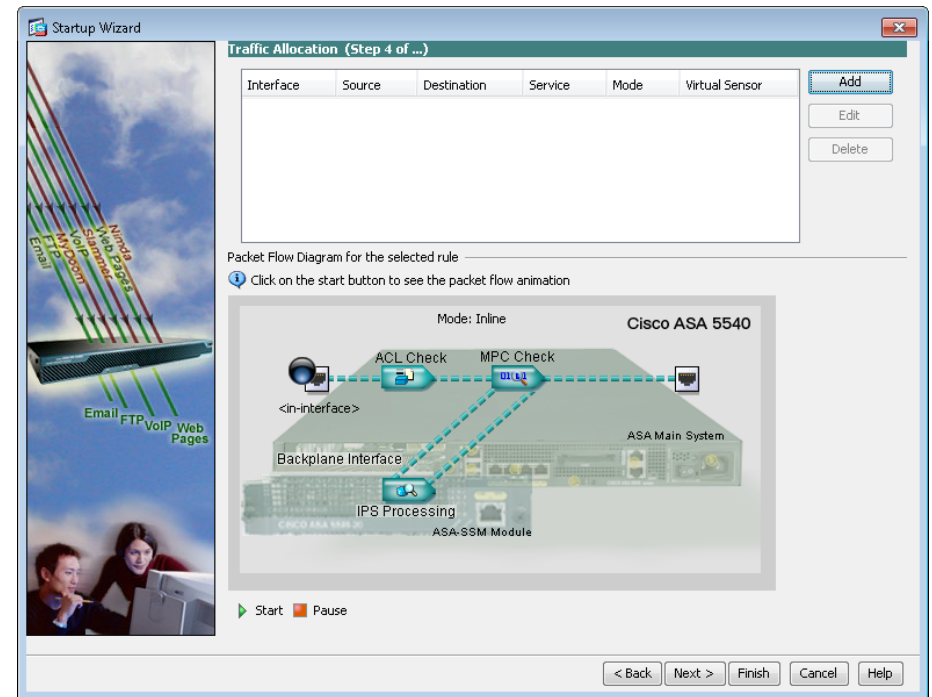 Startup Wizard
Traffic Allocation (Step 4 of ...)
Interface Source Destination Service Mode Virtual Sensor
Add
Edit
Delete
Nimda
Web Pages
Slammer
VoIP
MyDoom
FTP
Email
Email FTP VoIP Web Pages
Packet Flow Diagram for the selected rule
Click on the start button to see the packet flow animation
Mode: Inline
Cisco ASA 5540
ACL Check
MPC Check
<in-interface>
ASA Main System
Backplane Interface
IPS Processing
ASA-SSM Module
Start
Pause
< Back Next > Finish Cancel Help